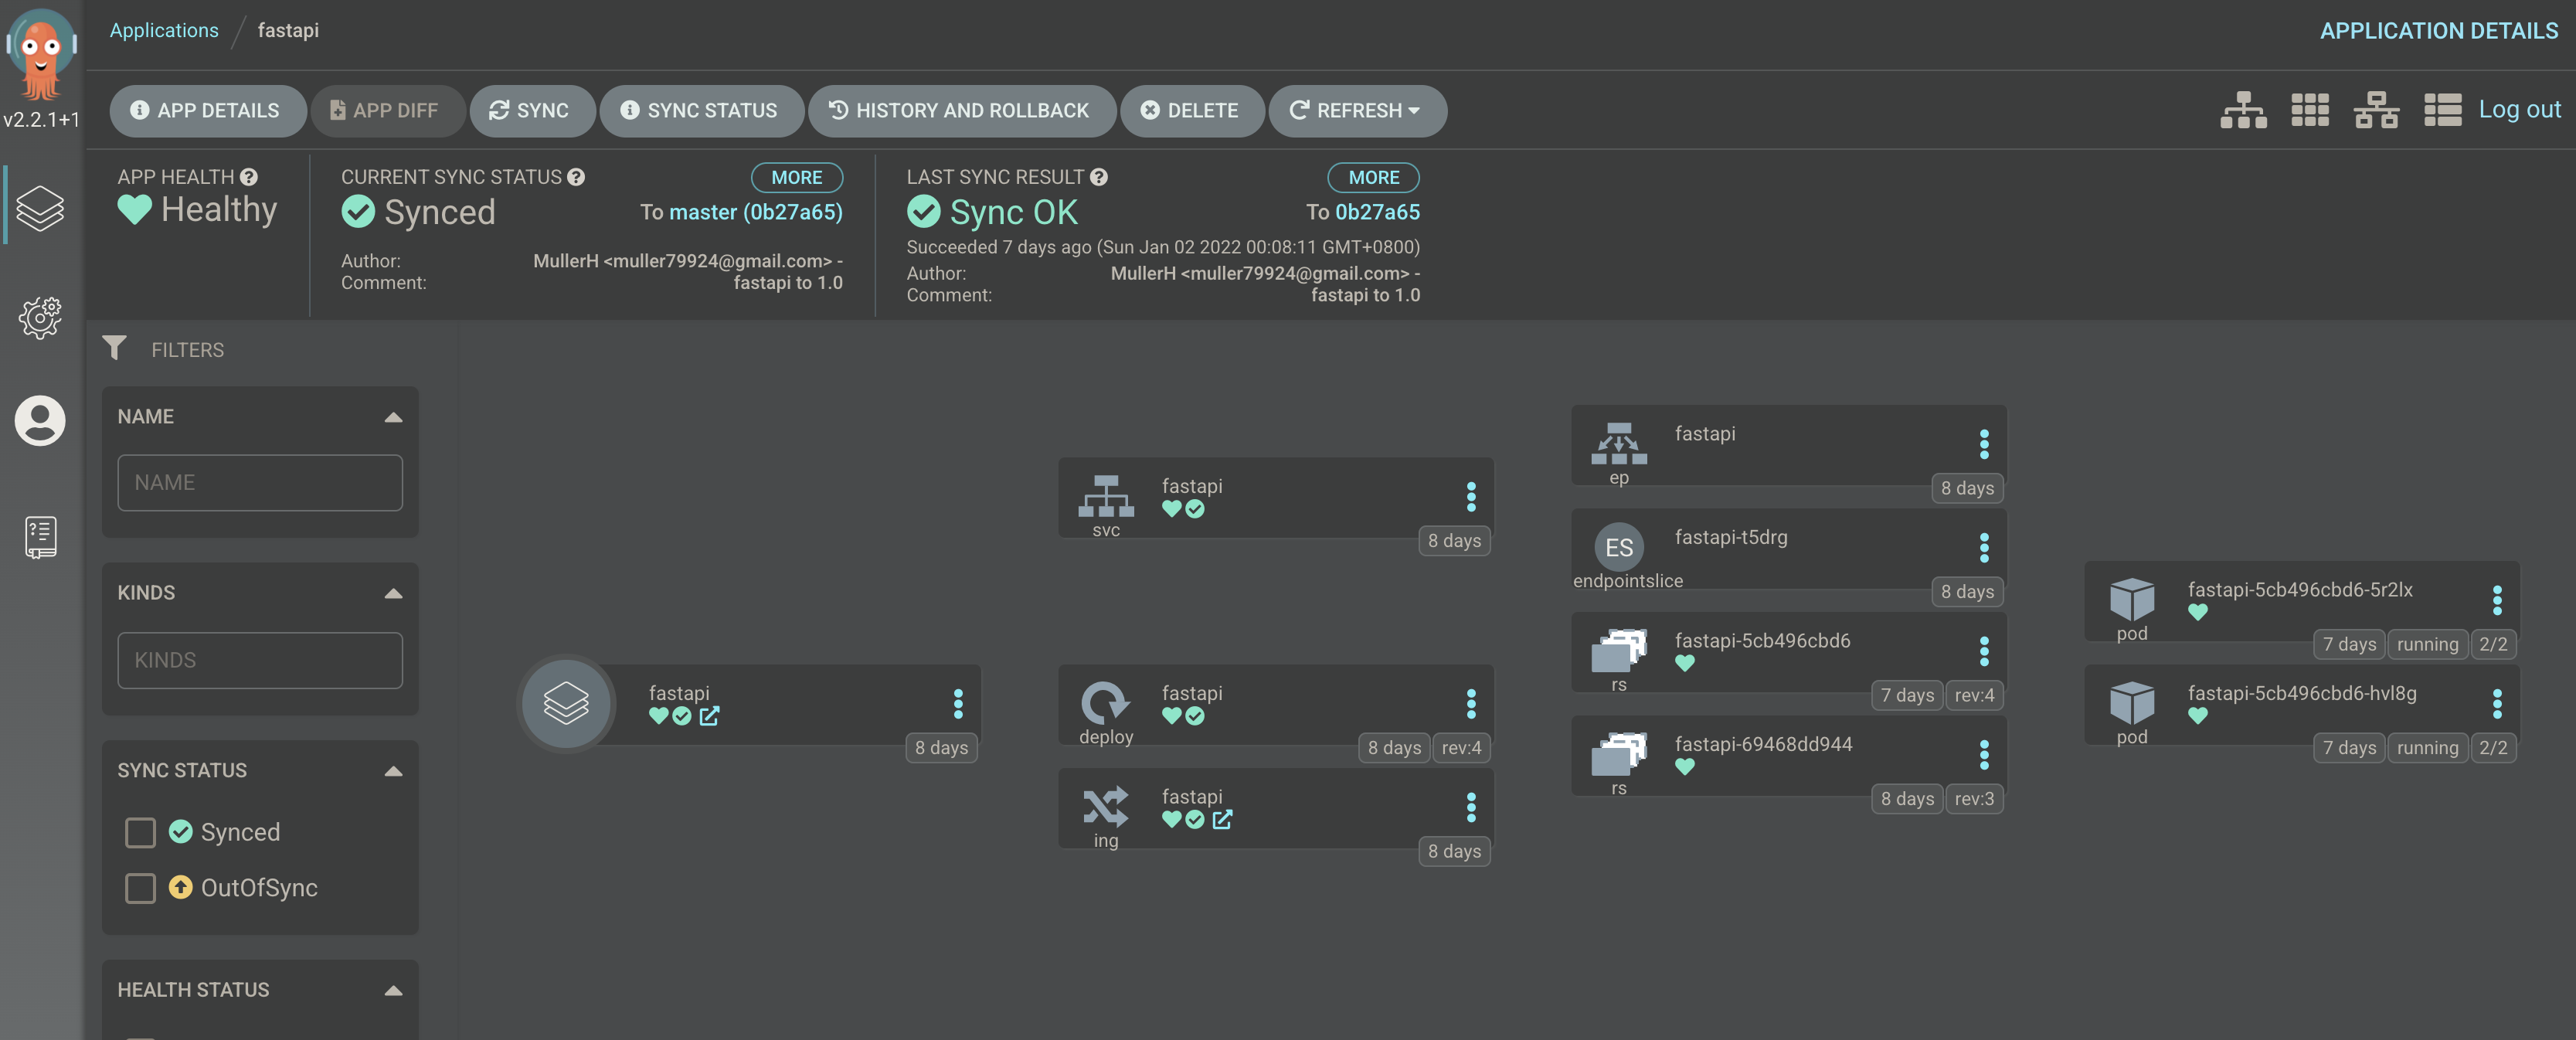 Applications / fastapi
APPLICATION DETAILS
v2.2.1+1
APP DETAILS
APP DIFF
SYNC
SYNC STATUS
HISTORY AND ROLLBACK
DELETE
REFRESH
Log out
APP HEALTH
Healthy
CURRENT SYNC STATUS
MORE
Synced
To master (0b27a65)
Author: MullerH <muller79924@gmail.com> -
Comment: fastapi to 1.0
LAST SYNC RESULT
MORE
Sync OK
To 0b27a65
Succeeded 7 days ago (Sun Jan 02 2022 00:08:11 GMT+0800)
Author: MullerH <muller79924@gmail.com> -
Comment: fastapi to 1.0
FILTERS
NAME
NAME
KINDS
KINDS
SYNC STATUS
Synced
OutOfSync
HEALTH STATUS
fastapi
8 days
svc
fastapi
8 days
deploy
fastapi
8 days rev:4
ing
fastapi
8 days
ep
fastapi
8 days
ES
endpointslice
fastapi-t5drg
8 days
rs
fastapi-5cb496cbd6
7 days rev:4
rs
fastapi-69468dd944
8 days rev:3
pod
fastapi-5cb496cbd6-5r2lx
7 days running 2/2
pod
fastapi-5cb496cbd6-hvl8g
7 days running 2/2